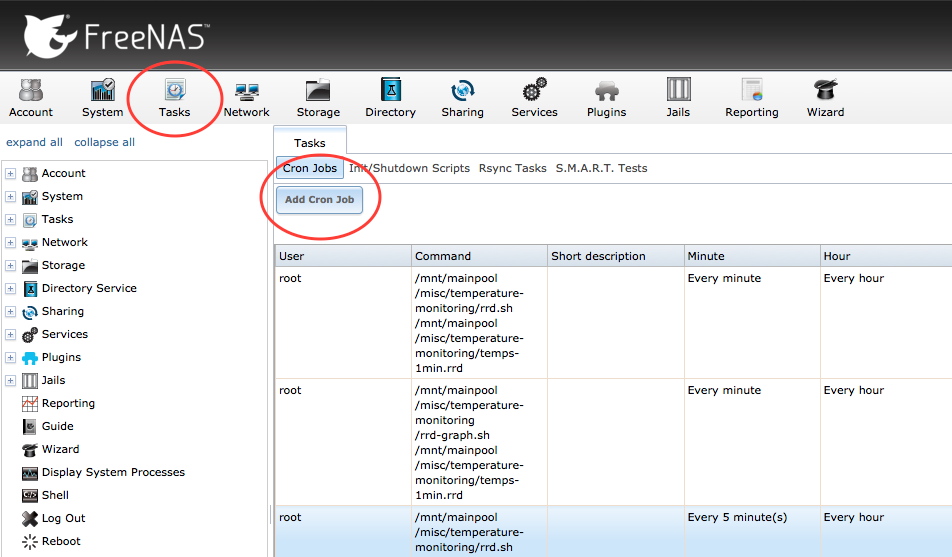 FreeNAS™
Account System Tasks Network Storage Directory Sharing Services Plugins Jails Reporting Wizard
expand all collapse all
Account
System
Tasks
Network
Storage
Directory Service
Sharing
Services
Plugins
Jails
Reporting
Guide
Wizard
Display System Processes
Shell
Log Out
Reboot
Tasks
Cron Jobs Init/Shutdown Scripts Rsync Tasks S.M.A.R.T. Tests
Add Cron Job
User Command Short description Minute Hour
root /mnt/mainpool Every minute Every hour
/misc/temperature-
monitoring/rrd.sh
/mnt/mainpool
/misc/temperature-
monitoring/temps-
1min.rrd
root /mnt/mainpool Every minute Every hour
/misc/temperature-
monitoring
/rrd-graph.sh
/mnt/mainpool
/misc/temperature-
monitoring/temps-
1min.rrd
root /mnt/mainpool Every 5 minute(s) Every hour
/misc/temperature-
monitoring/rrd.sh